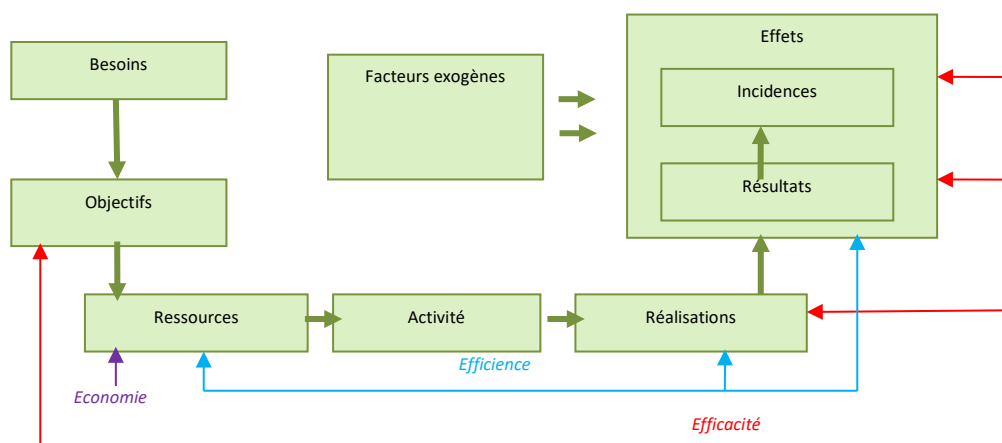 Besoins
Facteurs exogènes
Effets
Incidences
Objectifs
Résultats
Ressources
Activité
Réalisations
Efficience
Economie
Efficacité